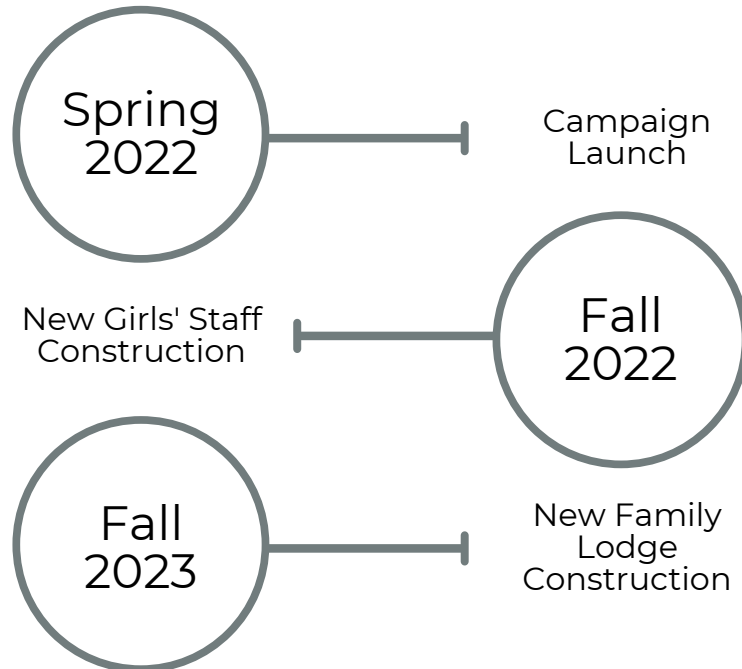 Spring
2022
Campaign
Launch
New Girls' Staff
Construction
Fall
2022
Fall
2023
New Family
Lodge
Construction